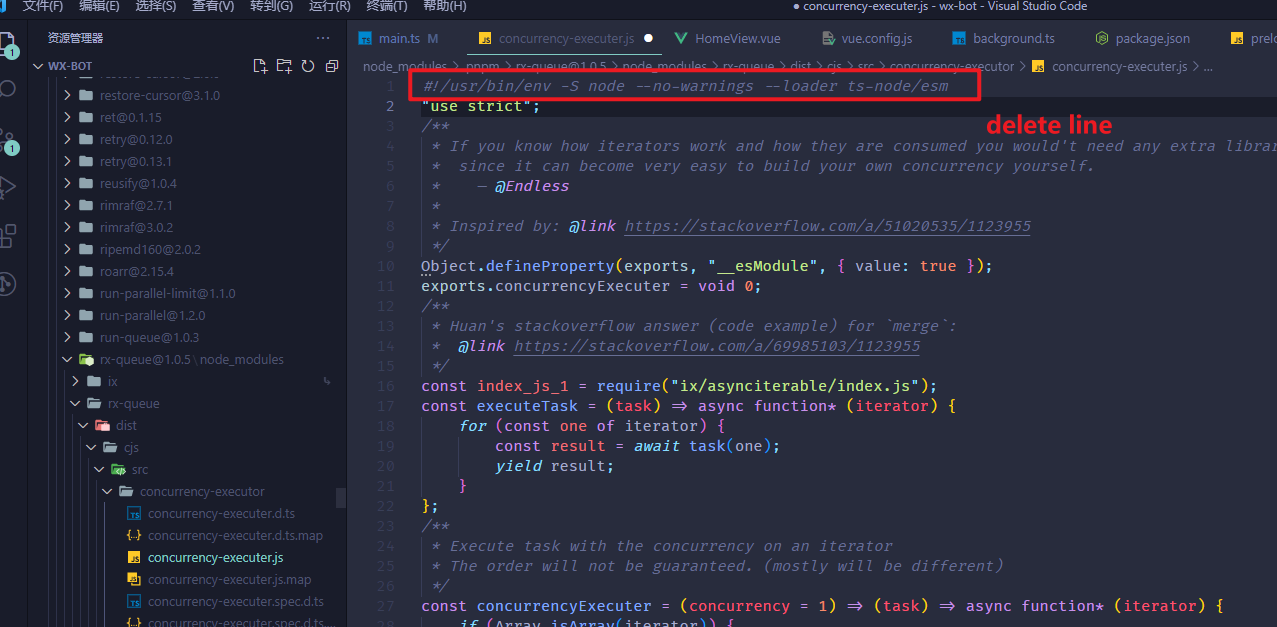 文件(F) 编辑(E) 选择(S) 查看(V) 转到(G) 运行(R) 终端(T) 帮助(H) ● concurrency-executer.js - wx-bot - Visual Studio Code
资源管理器 ···
main.ts M
concurrency-executer.js
HomeView.vue
vue.config.js
background.ts
package.json
WX-BOT
node_modules > .pnpm > rx-queue@1.0.5 > node_modules > rx-queue > dist > cjs > src > concurrency-executor > concurrency-executer.js > ...
1
1
restore-cursor@3.1.0
ret@0.1.15
retry@0.12.0
retry@0.13.1
reusify@1.0.4
rimraf@2.7.1
rimraf@3.0.2
ripemd160@2.0.2
roarr@2.15.4
run-parallel-limit@1.1.0
run-parallel@1.2.0
run-queue@1.0.3
rx-queue@1.0.5 \ node_modules
ix
rx-queue
dist
cjs
src
concurrency-executor
concurrency-executer.d.ts
concurrency-executer.d.ts.map
concurrency-executer.js
concurrency-executer.js.map
concurrency-executer.spec.d.ts
concurrency-executer.spec.d.ts....
1 #!/usr/bin/env -S node --no-warnings --loader ts-node/esm
2 "use strict";
delete line
3 /**
4 * If you know how iterators work and how they are consumed you would't need any extra librar
5 * since it can become very easy to build your own concurrency yourself.
6 * — @Endless
7 *
8 * Inspired by: @link https://stackoverflow.com/a/51020535/1123955
9 */
10 Object.defineProperty(exports, "__esModule", { value: true });
11 exports.concurrencyExecuter = void 0;
12 /**
13 * Huan's stackoverflow answer (code example) for `merge`:
14 * @link https://stackoverflow.com/a/69985103/1123955
15 */
16 const index_js_1 = require("ix/asynciterable/index.js");
17 const executeTask = (task) => async function* (iterator) {
18 for (const one of iterator) {
19 const result = await task(one);
20 yield result;
21 }
22 };
23 /**
24 * Execute task with the concurrency on an iterator
25 * The order will not be guaranteed. (mostly will be different)
26 */
27 const concurrencyExecuter = (concurrency = 1) => (task) => async function* (iterator) {
28 if (Array.isArray(iterator)) {